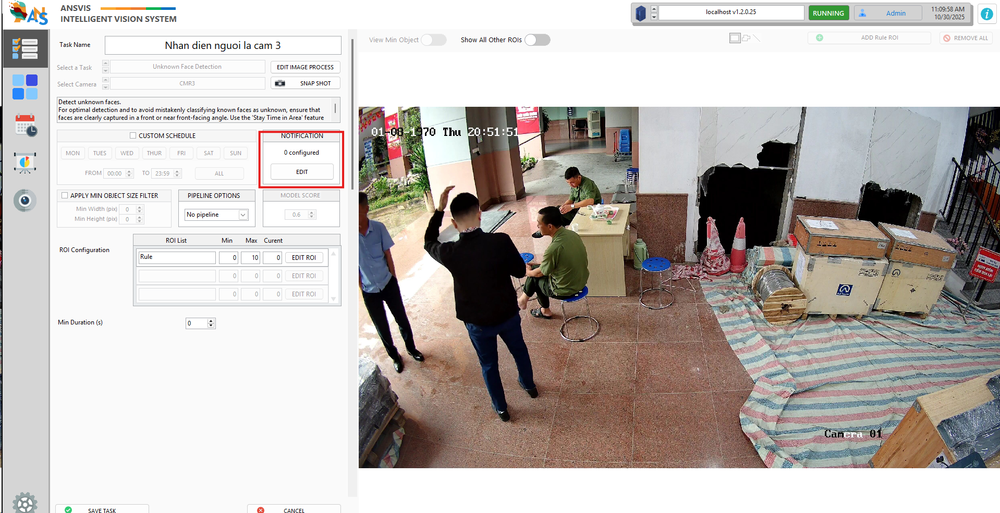 ANSVIS
INTELLIGENT VISION SYSTEM
localhost v1.2.0.25
RUNNING
Admin
11:09:58 AM
10/30/2025
Task Name
Nhan dien nguoi la cam 3
Select a Task
Unknown Face Detection
EDIT IMAGE PROCESS
Select Camera
CMR3
SNAP SHOT
Detect unknown faces.
For optimal detection and to avoid mistakenly classifying known faces as unknown, ensure that
faces are clearly captured in a front or near front-facing angle. Use the 'Stay Time in Area' feature
CUSTOM SCHEDULE
MON TUES WED THUR FRI SAT SUN
FROM 00:00 TO 23:59 ALL
NOTIFICATION
0 configured
EDIT
APPLY MIN OBJECT SIZE FILTER
Min Width (pix) 0
Min Height (pix) 0
PIPELINE OPTIONS
No pipeline
MODEL SCORE
0.6
ROI Configuration
ROI List Min Max Curent
Rule 0 10 0 EDIT ROI
0 0 0 EDIT ROI
0 0 0 EDIT ROI
Min Duration (s) 0
SAVE TASK
CANCEL
View Min Object
Show All Other ROIs
ADD Rule ROI
REMOVE ALL
01-08-1970 Thu 20:51:51
NGUY HIỂM
CẤM QUA LẠI
Camera 01